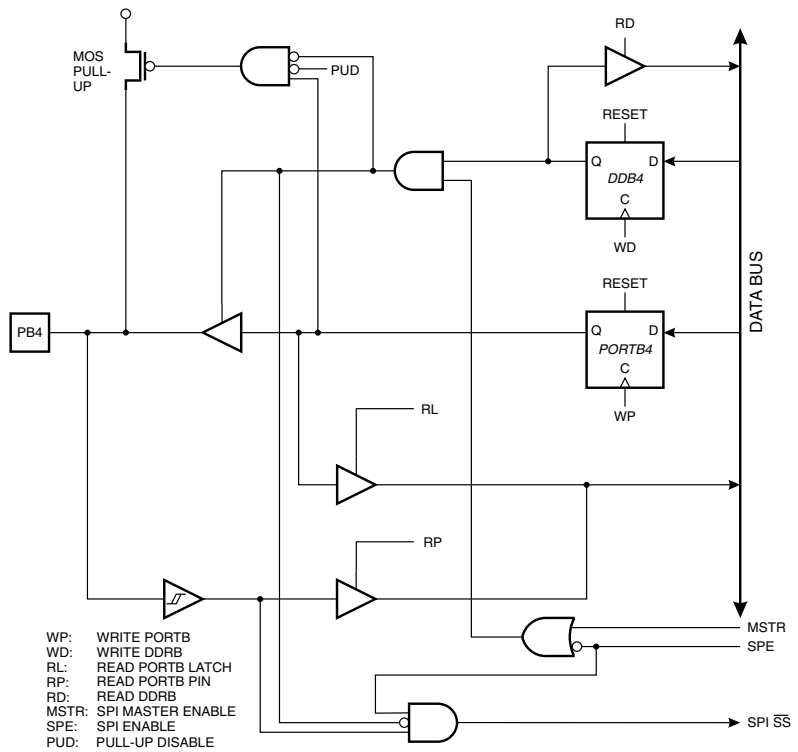 RD
MOS
PULL-
UP
PUD
RESET
Q D
DDB4
C
WD
DATA BUS
RESET
PB4
Q D
PORTB4
C
WP
RL
RP
WP: WRITE PORTB
WD: WRITE DDRB
RL: READ PORTB LATCH
RP: READ PORTB PIN
RD: READ DDRB
MSTR: SPI MASTER ENABLE
SPE: SPI ENABLE
PUD: PULL-UP DISABLE
MSTR
SPE
SPI S̅S̅